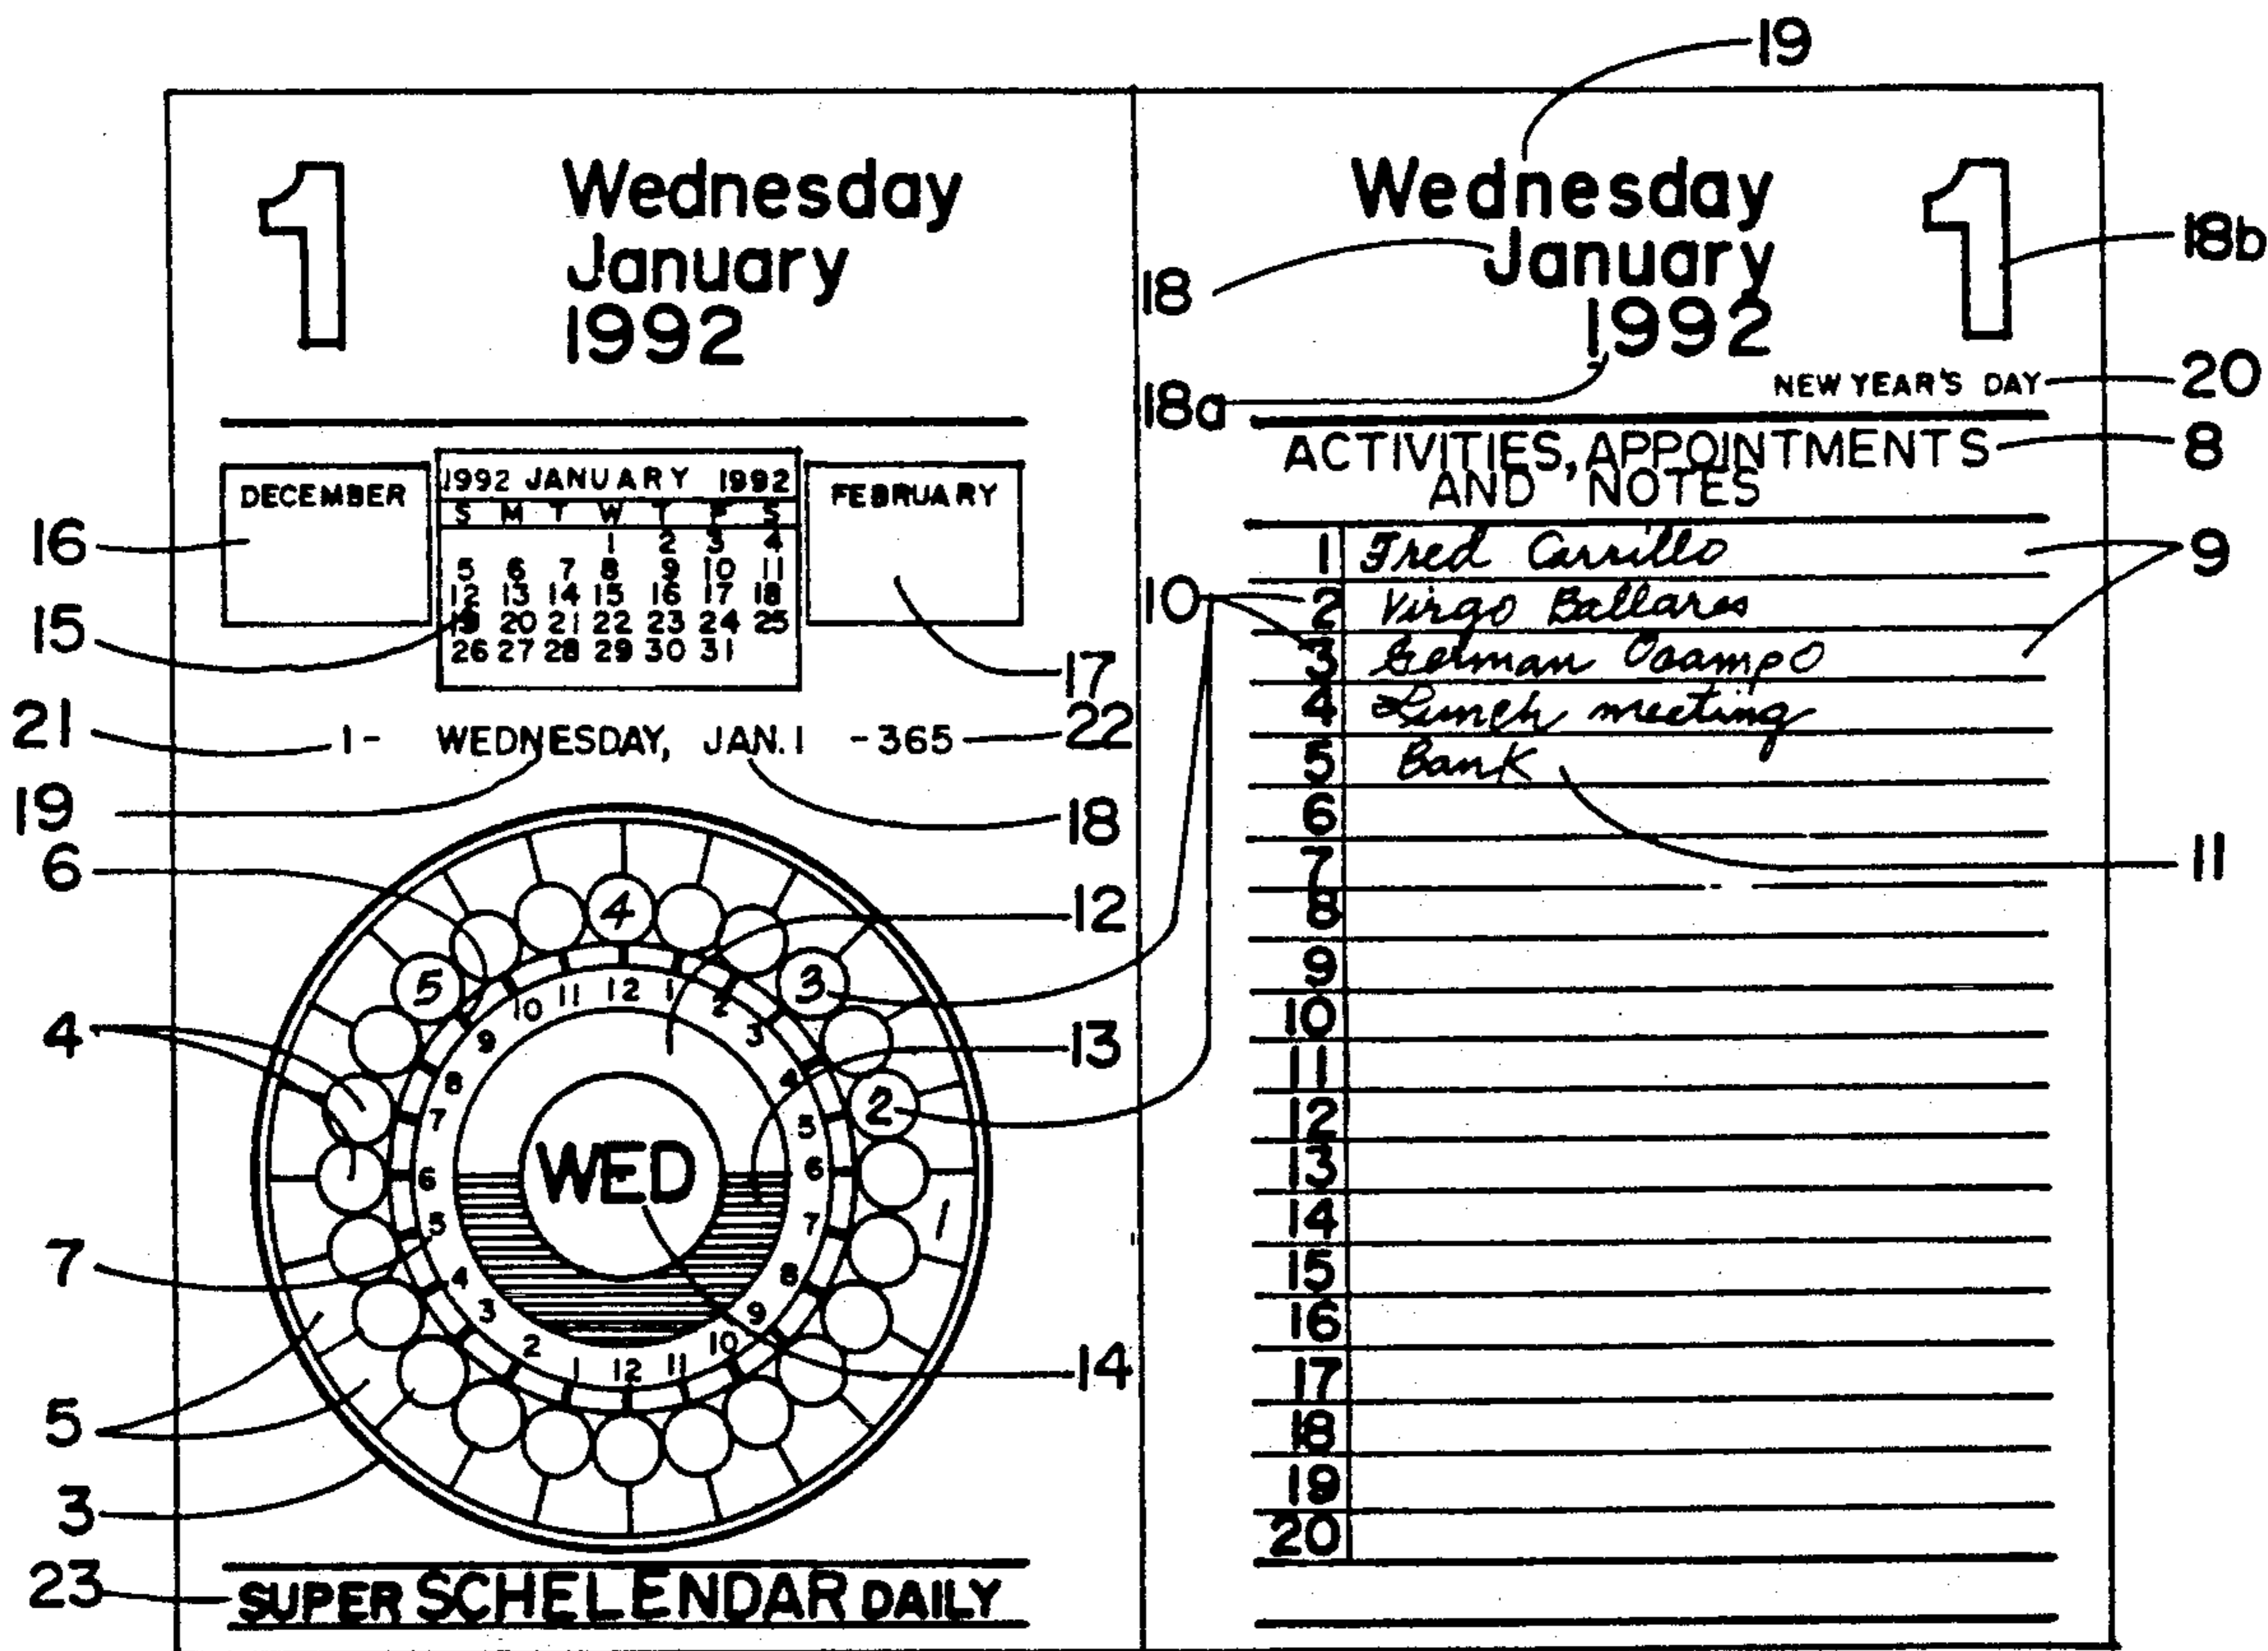 19
1
Wednesday
January
1992
Wednesday
January
1992
1
18
18b
18a
NEW YEAR'S DAY
20
ACTIVITIES, APPOINTMENTS
AND NOTES
8
DECEMBER
1992 JANUARY 1992
S M T W T F S
1 2 3 4
5 6 7 8 9 10 11
12 13 14 15 16 17 18
19 20 21 22 23 24 25
26 27 28 29 30 31
FEBRUARY
16
15
17
21
1- WEDNESDAY, JAN. 1 -365
22
19
18
6
12
4
13
7
14
5
3
10
4
3
2
5
1
12 1 2 3 4 5 6 7 8 9 10 11 12 1 2 3 4 5 6 7 8 9 10 11
WED
23
SUPER SCHELENDAR DAILY
1 Fred Carrillo
2 Virgo Ballares
3 German Ocampo
4 Lunch meeting
5 Bank
6
7
8
9
10
11
12
13
14
15
16
17
18
19
20
9
11